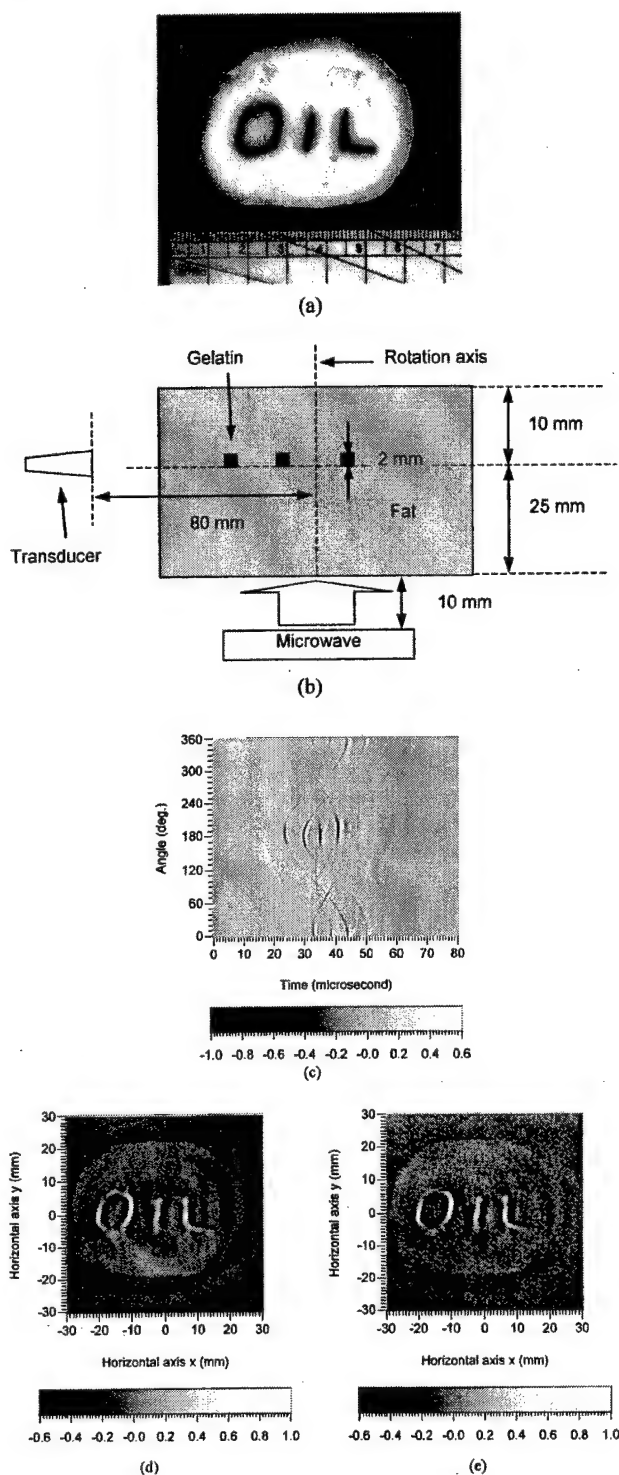 OIL
1 2 3 4 5 6 7
(a)
Gelatin Rotation axis
10 mm
2 mm
Fat
80 mm 25 mm
Transducer
10 mm
Microwave
(b)
360
300
240
180
120
60
0
Angle (deg.)
0 10 20 30 40 50 60 70 80
Time (microsecond)
-1.0 -0.8 -0.6 -0.4 -0.2 -0.0 0.2 0.4 0.6
(c)
30
20
10
0
-10
-20
-30
Horizontal axis y (mm)
OIL
-30 -20 -10 0 10 20 30
Horizontal axis x (mm)
-0.6 -0.4 -0.2 -0.0 0.2 0.4 0.6 0.8 1.0
(d)
30
20
10
0
-10
-20
-30
Horizontal axis y (mm)
OIL
-30 -20 -10 0 10 20 30
Horizontal axis x (mm)
-0.6 -0.4 -0.2 -0.0 0.2 0.4 0.6 0.8 1.0
(e)